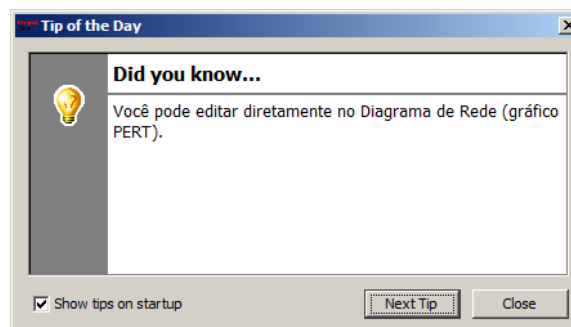 Tip of the Day
Did you know...
Você pode editar diretamente no Diagrama de Rede (gráfico
PERT).
Show tips on startup
Next Tip
Close